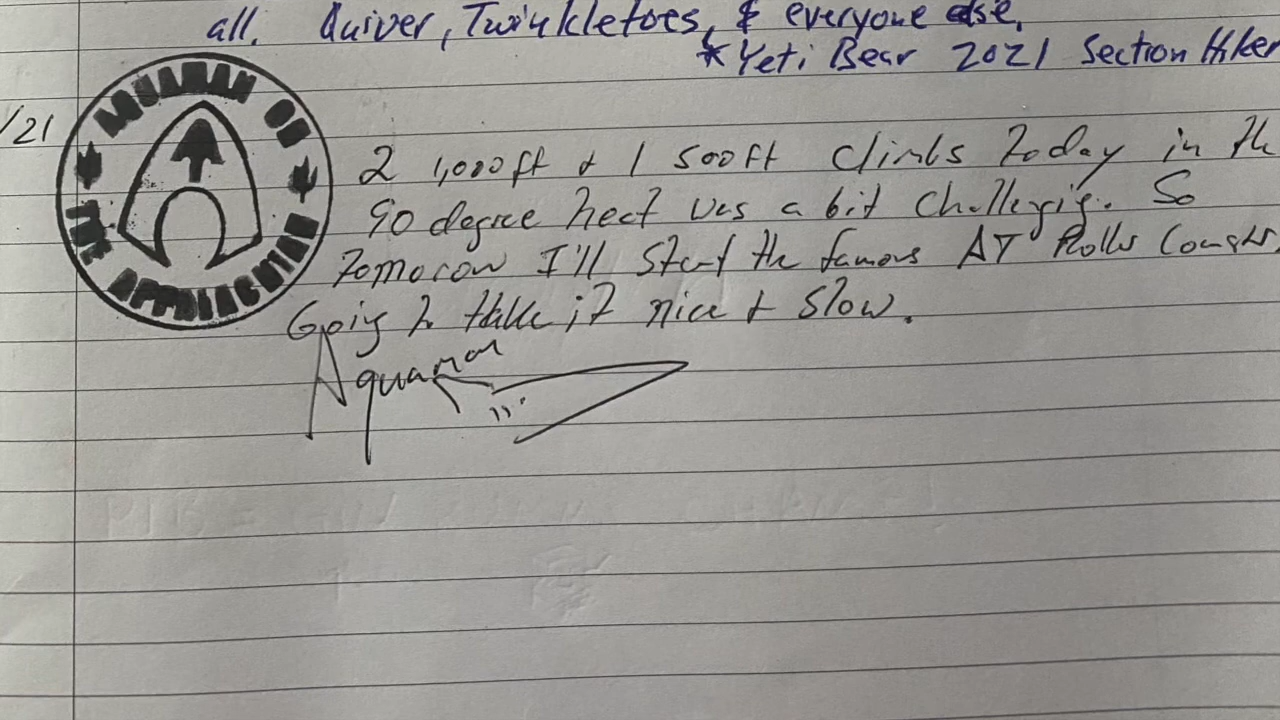 all. Quiver, Twinkletoes, & everyone else.
* Yeti Bear 2021 Section Hiker
/21
AQUAMAN OF
THE APPALACHIAN
2 1,000ft & 1 500ft Climbs today in the
90 degree heat was a bit challenging. So
Tomorow I'll start the famous AT Rolls
Going to take it nice & slow.
Aquaman